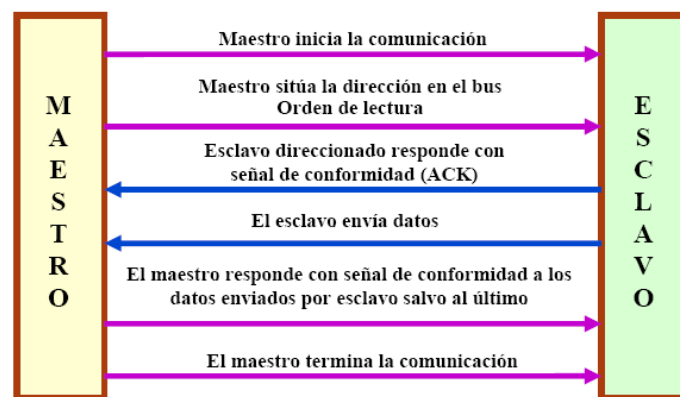 MAESTRO
Maestro inicia la comunicación
Maestro sitúa la dirección en el bus
Orden de lectura
Esclavo direccionado responde con
señal de conformidad (ACK)
El esclavo envía datos
El maestro responde con señal de conformidad a los
datos enviados por esclavo salvo al último
El maestro termina la comunicación
ESCLAVO